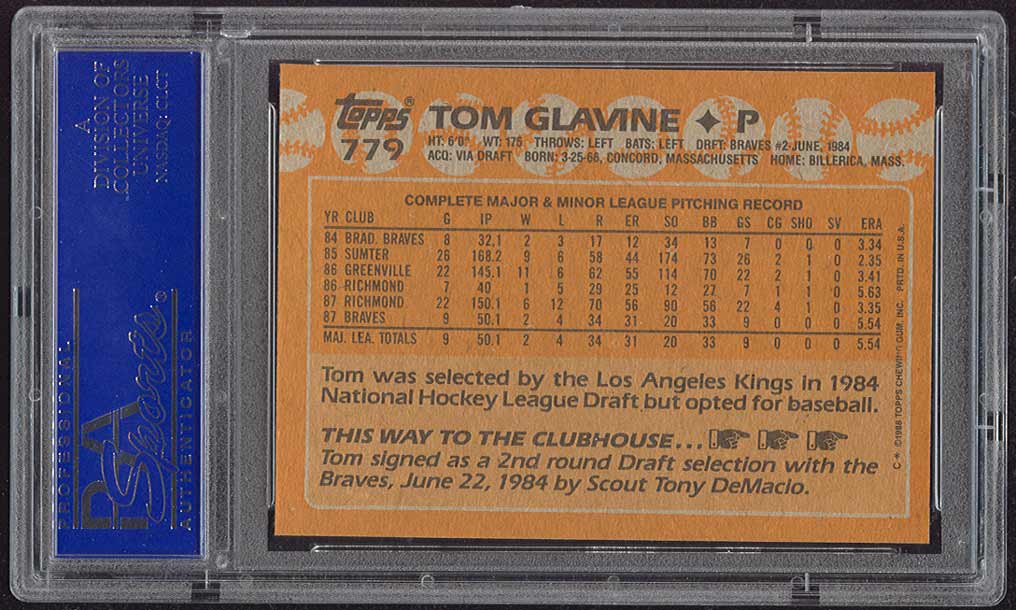 A
DIVISION OF
COLLECTORS
UNIVERSE
NASDAQ: CLCT
PROFESSIONAL
PSA
Sports®
AUTHENTICATOR
topps®
779
TOM GLAVINE ✦ P
HT: 6'0" WT: 175 THROWS: LEFT BATS: LEFT DRFT: BRAVES #2-JUNE, 1984
ACQ: VIA DRAFT BORN: 3-25-66, CONCORD, MASSACHUSETTS HOME: BILLERICA, MASS.
COMPLETE MAJOR & MINOR LEAGUE PITCHING RECORD
YR CLUB G IP W L R ER SO BB GS CG SHO SV ERA
84 BRAD. BRAVES 8 32.1 2 3 17 12 34 13 7 0 0 0 3.34
85 SUMTER 26 168.2 9 6 58 44 174 73 26 2 1 0 2.35
86 GREENVILLE 22 145.1 11 6 62 55 114 70 22 2 1 0 3.41
86 RICHMOND 7 40 1 5 29 25 12 27 7 1 1 0 5.63
87 RICHMOND 22 150.1 6 12 70 56 90 56 22 4 1 0 3.35
87 BRAVES 9 50.1 2 4 34 31 20 33 9 0 0 0 5.54
MAJ. LEA. TOTALS 9 50.1 2 4 34 31 20 33 9 0 0 0 5.54
Tom was selected by the Los Angeles Kings in 1984
National Hockey League Draft but opted for baseball.
THIS WAY TO THE CLUBHOUSE...
Tom signed as a 2nd round Draft selection with the
Braves, June 22, 1984 by Scout Tony DeMacio.
C* ©1988 TOPPS CHEWING GUM, INC. PRTD. IN U.S.A.